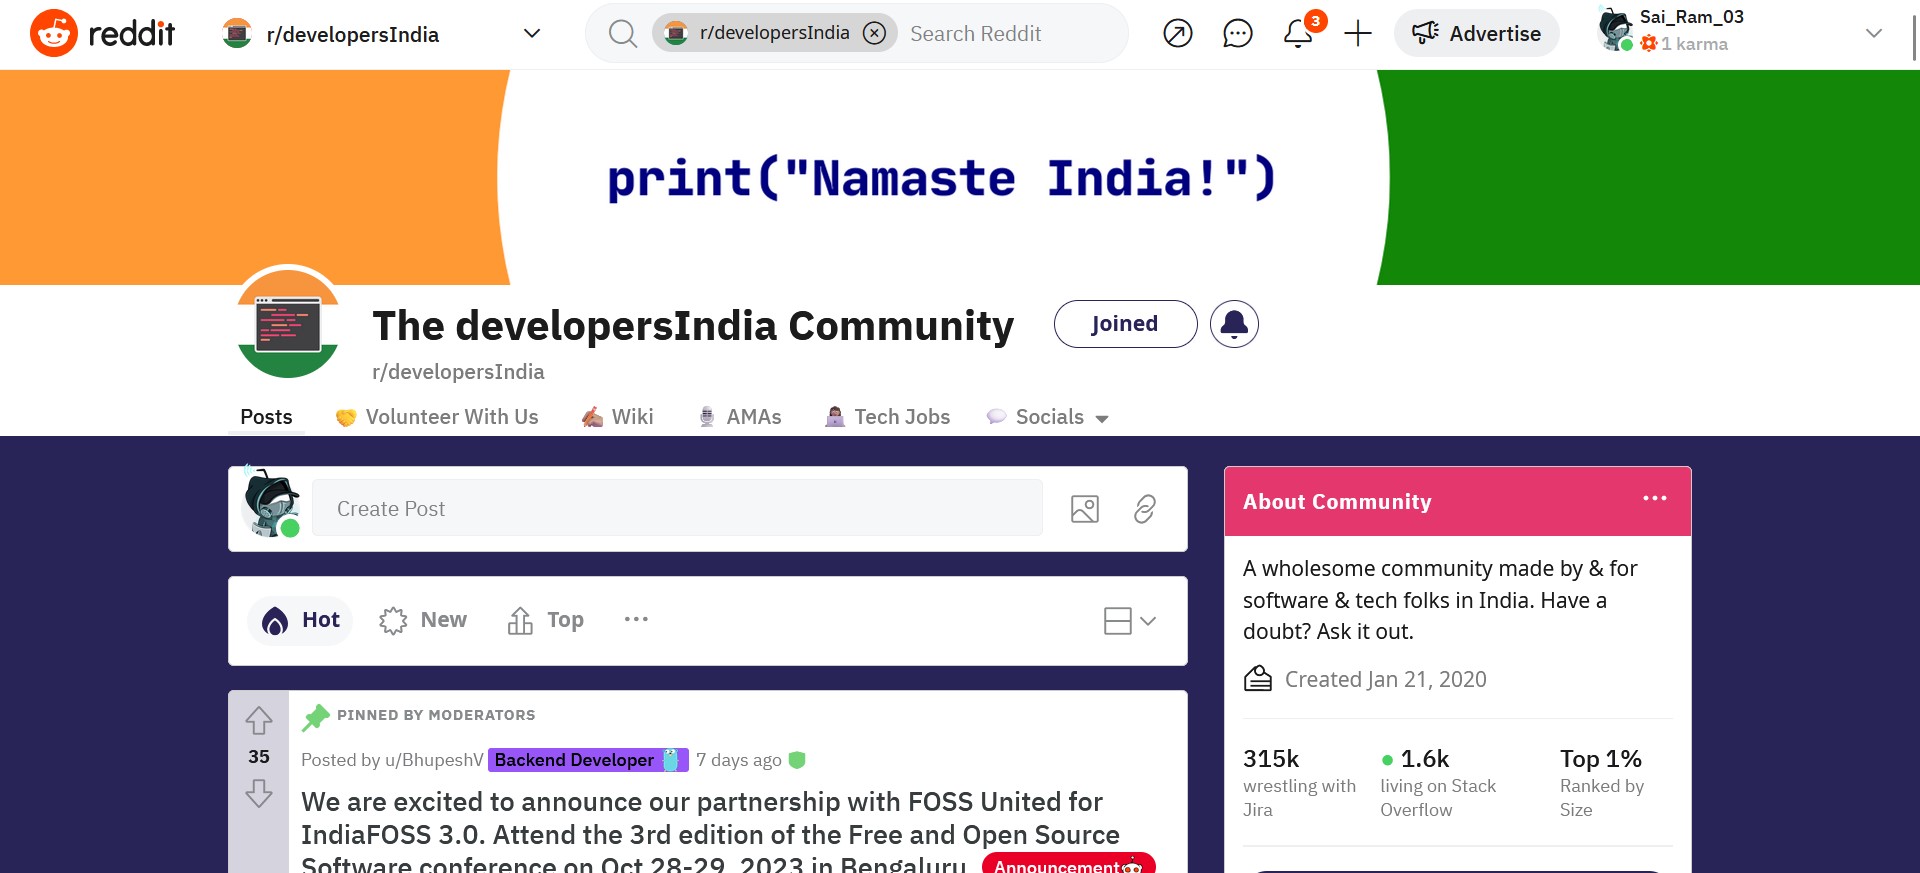 reddit
r/developersIndia
r/developersIndia
Search Reddit
3
Advertise
Sai_Ram_03
1 karma
print("Namaste India!")
The developersIndia Community
Joined
r/developersIndia
Posts
Volunteer With Us
Wiki
AMAs
Tech Jobs
Socials
Create Post
Hot
New
Top
PINNED BY MODERATORS
35
Posted by u/BhupeshV Backend Developer 7 days ago
We are excited to announce our partnership with FOSS United for
IndiaFOSS 3.0. Attend the 3rd edition of the Free and Open Source
Software conference on Oct 28-29, 2023 in Bengaluru. Announcement
About Community
A wholesome community made by & for
software & tech folks in India. Have a
doubt? Ask it out.
Created Jan 21, 2020
315k
wrestling with
Jira
1.6k
living on Stack
Overflow
Top 1%
Ranked by
Size